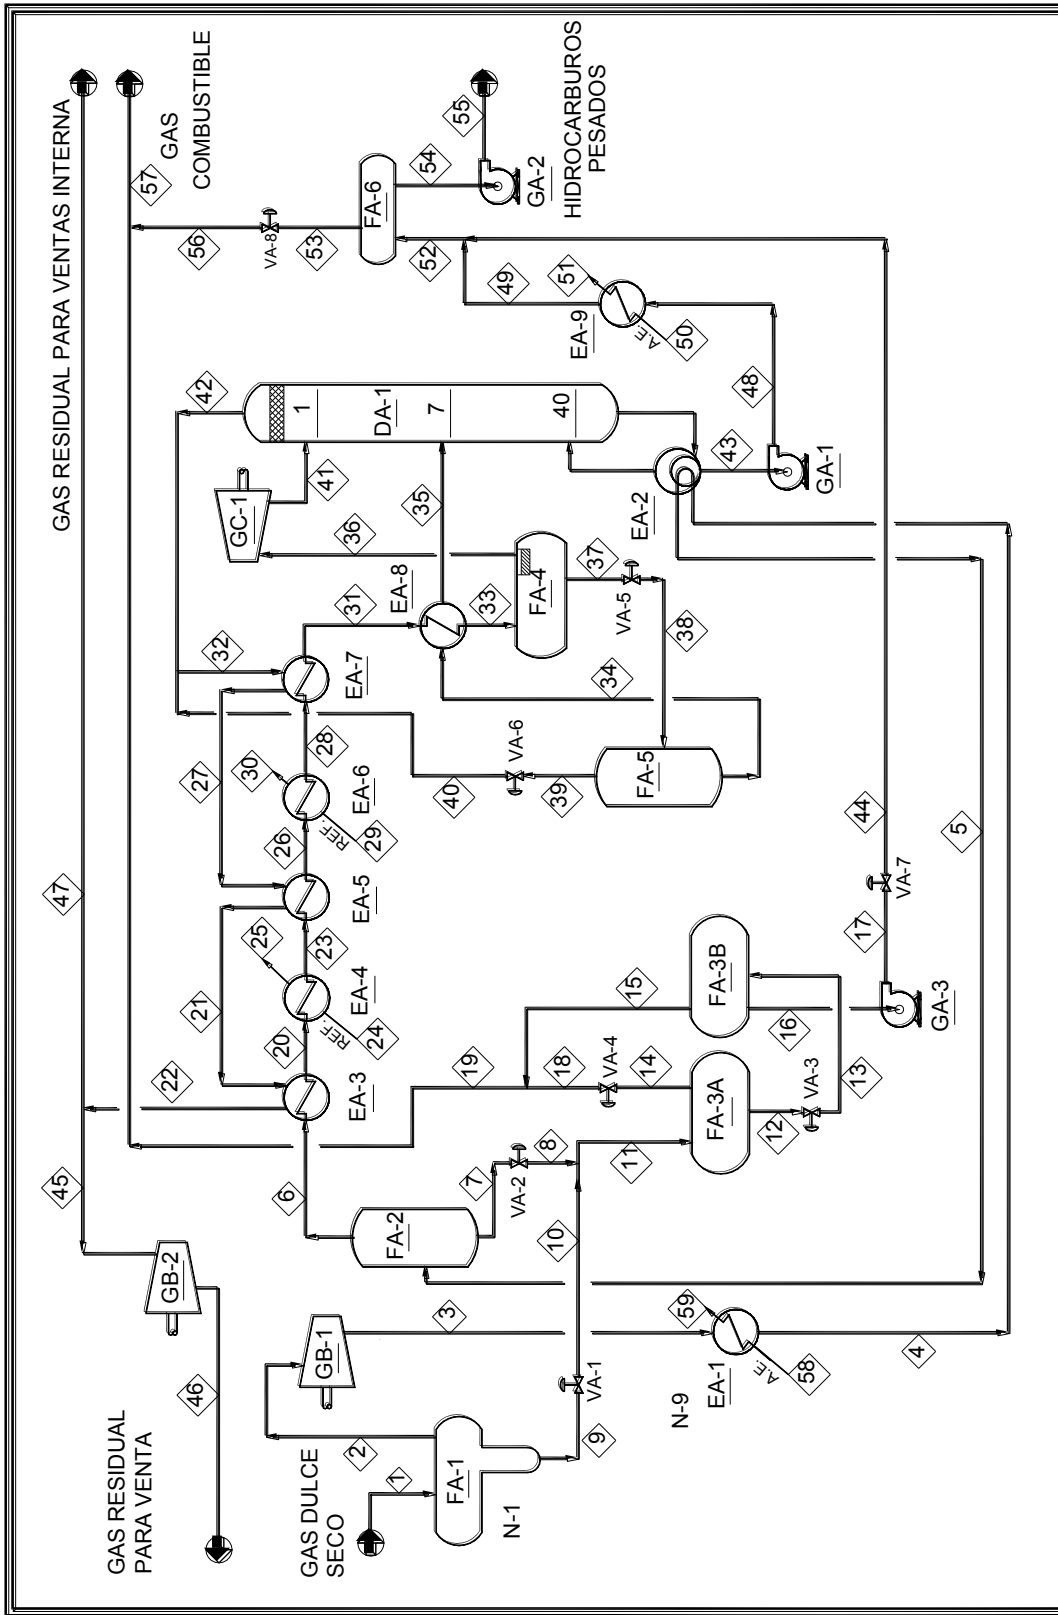 GAS RESIDUAL
PARA VENTA
GAS RESIDUAL PARA VENTAS INTERNA
GAS
COMBUSTIBLE
GAS DULCE
SECO
HIDROCARBUROS
PESADOS
46
45
47
57
GB-2
22
21
27
32
42
56
VA-8
53
FA-6
54
55
GA-2
52
1
2
N-1
FA-1
GB-1
3
6
EA-3
20
REF.
24
25
EA-4
23
EA-5
26
REF.
29
30
EA-6
28
EA-7
31
EA-8
36
GC-1
41
1
DA-1
7
40
35
33
FA-4
37
VA-5
38
34
VA-6
40
39
FA-5
EA-9
49
51
A.E.
50
48
EA-2
43
GA-1
FA-2
7
VA-2
8
9
VA-1
10
11
19
18
VA-4
14
15
FA-3A
FA-3B
12
VA-3
13
16
GA-3
17
VA-7
44
5
N-9
EA-1
A.E.
58
59
4